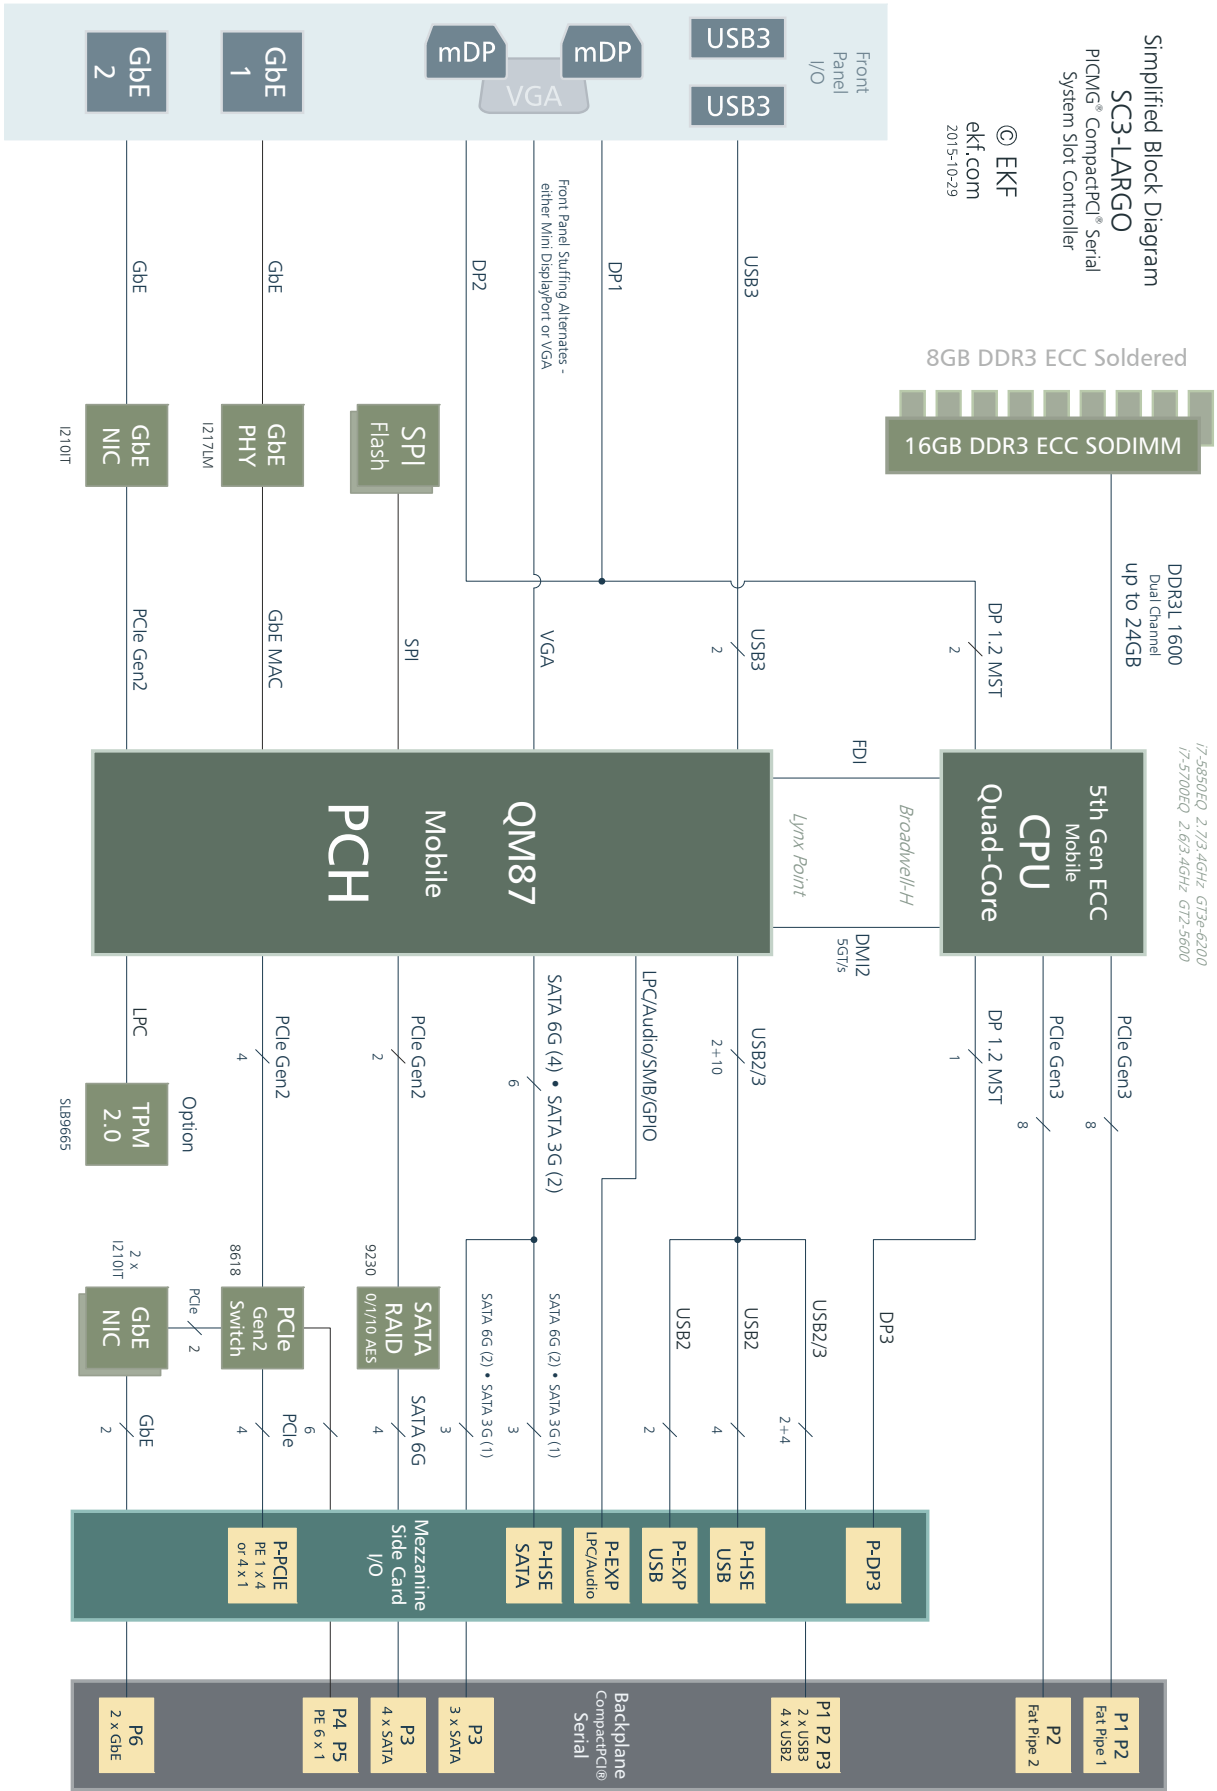 Simplified Block Diagram
SC3-LARGO
PICMG® CompactPCI® Serial
System Slot Controller
© EKF
ekf.com
2015-10-29
Front
Panel
I/O
USB3
USB3
mDP
mDP
VGA
GbE
1
GbE
2
USB3
DP1
Front Panel Stuffing Alternates -
either Mini DisplayPort or VGA
DP2
GbE
GbE
8GB DDR3 ECC Soldered
16GB DDR3 ECC SODIMM
SPI
Flash
GbE
PHY
I217LM
GbE
NIC
I210IT
DDR3L 1600
Dual Channel
up to 24GB
DP 1.2 MST
2
USB3
2
VGA
SPI
GbE MAC
PCIe Gen2
i7-5850EQ 2.7/3.4GHz GT3e-6200
i7-5700EQ 2.6/3.4GHz GT2-5600
5th Gen ECC
Mobile
CPU
Quad-Core
Broadwell-H
Lynx Point
FDI
DMI2
5GT/s
QM87
Mobile
PCH
PCIe Gen3
8
PCIe Gen3
8
DP 1.2 MST
1
USB2/3
2+10
LPC/Audio/SMB/GPIO
SATA 6G (4) • SATA 3G (2)
6
PCIe Gen2
2
PCIe Gen2
4
LPC
Option
TPM
2.0
SLB9665
DP3
USB2/3
2+4
USB2
4
USB2
2
SATA 6G (2) • SATA 3G (1)
3
SATA 6G (2) • SATA 3G (1)
3
SATA
RAID
0/1/10 AES
9230
SATA 6G
4
PCIe
Gen2
Switch
8618
6
PCIe
4
PCIe
2
2 x
I210IT
GbE
NIC
GbE
2
P-DP3
P-HSE
USB
P-EXP
USB
P-EXP
LPC/Audio
P-HSE
SATA
Mezzanine
Side Card
I/O
P-PCIE
PE 1 x 4
or 4 x 1
P1 P2
Fat Pipe 1
P2
Fat Pipe 2
P1 P2 P3
2 x USB3
4 x USB2
Backplane
CompactPCI®
Serial
P3
3 x SATA
P3
4 x SATA
P4 P5
PE 6 x 1
P6
2 x GbE